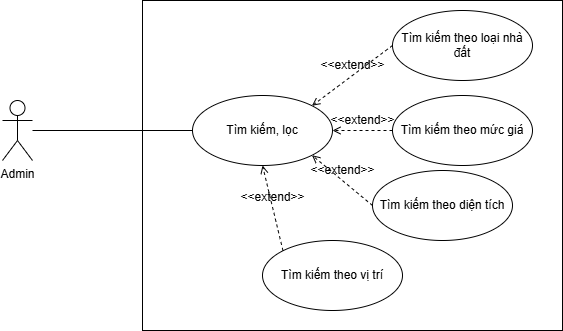 Tìm kiếm theo loại nhà
đất
<<extend>>
Tìm kiếm, lọc
<<extend>>
Tìm kiếm theo mức giá
Admin
<<extend>>
<<extend>>
Tìm kiếm theo diện tích
Tìm kiếm theo vị trí